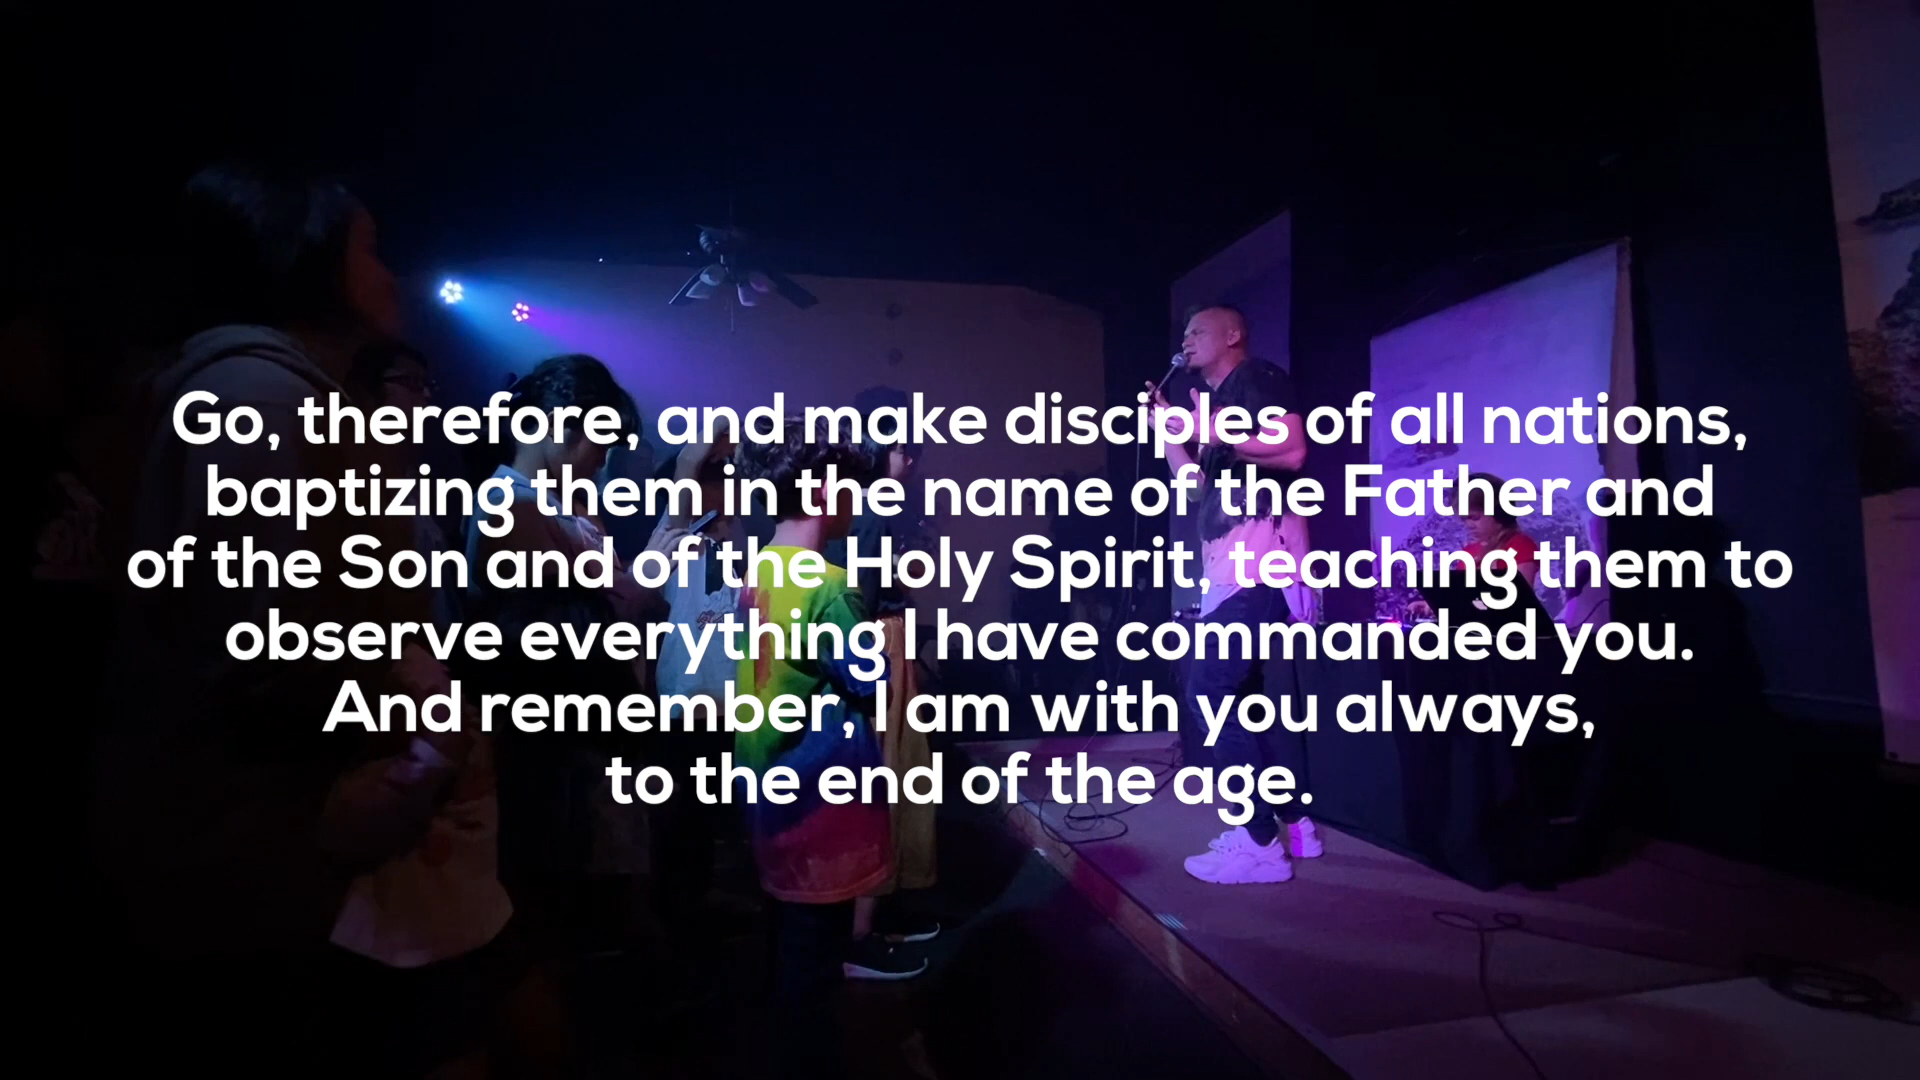 Go, therefore, and make disciples of all nations,
baptizing them in the name of the Father and
of the Son and of the Holy Spirit, teaching them to
observe everything I have commanded you.
And remember, I am with you always,
to the end of the age.